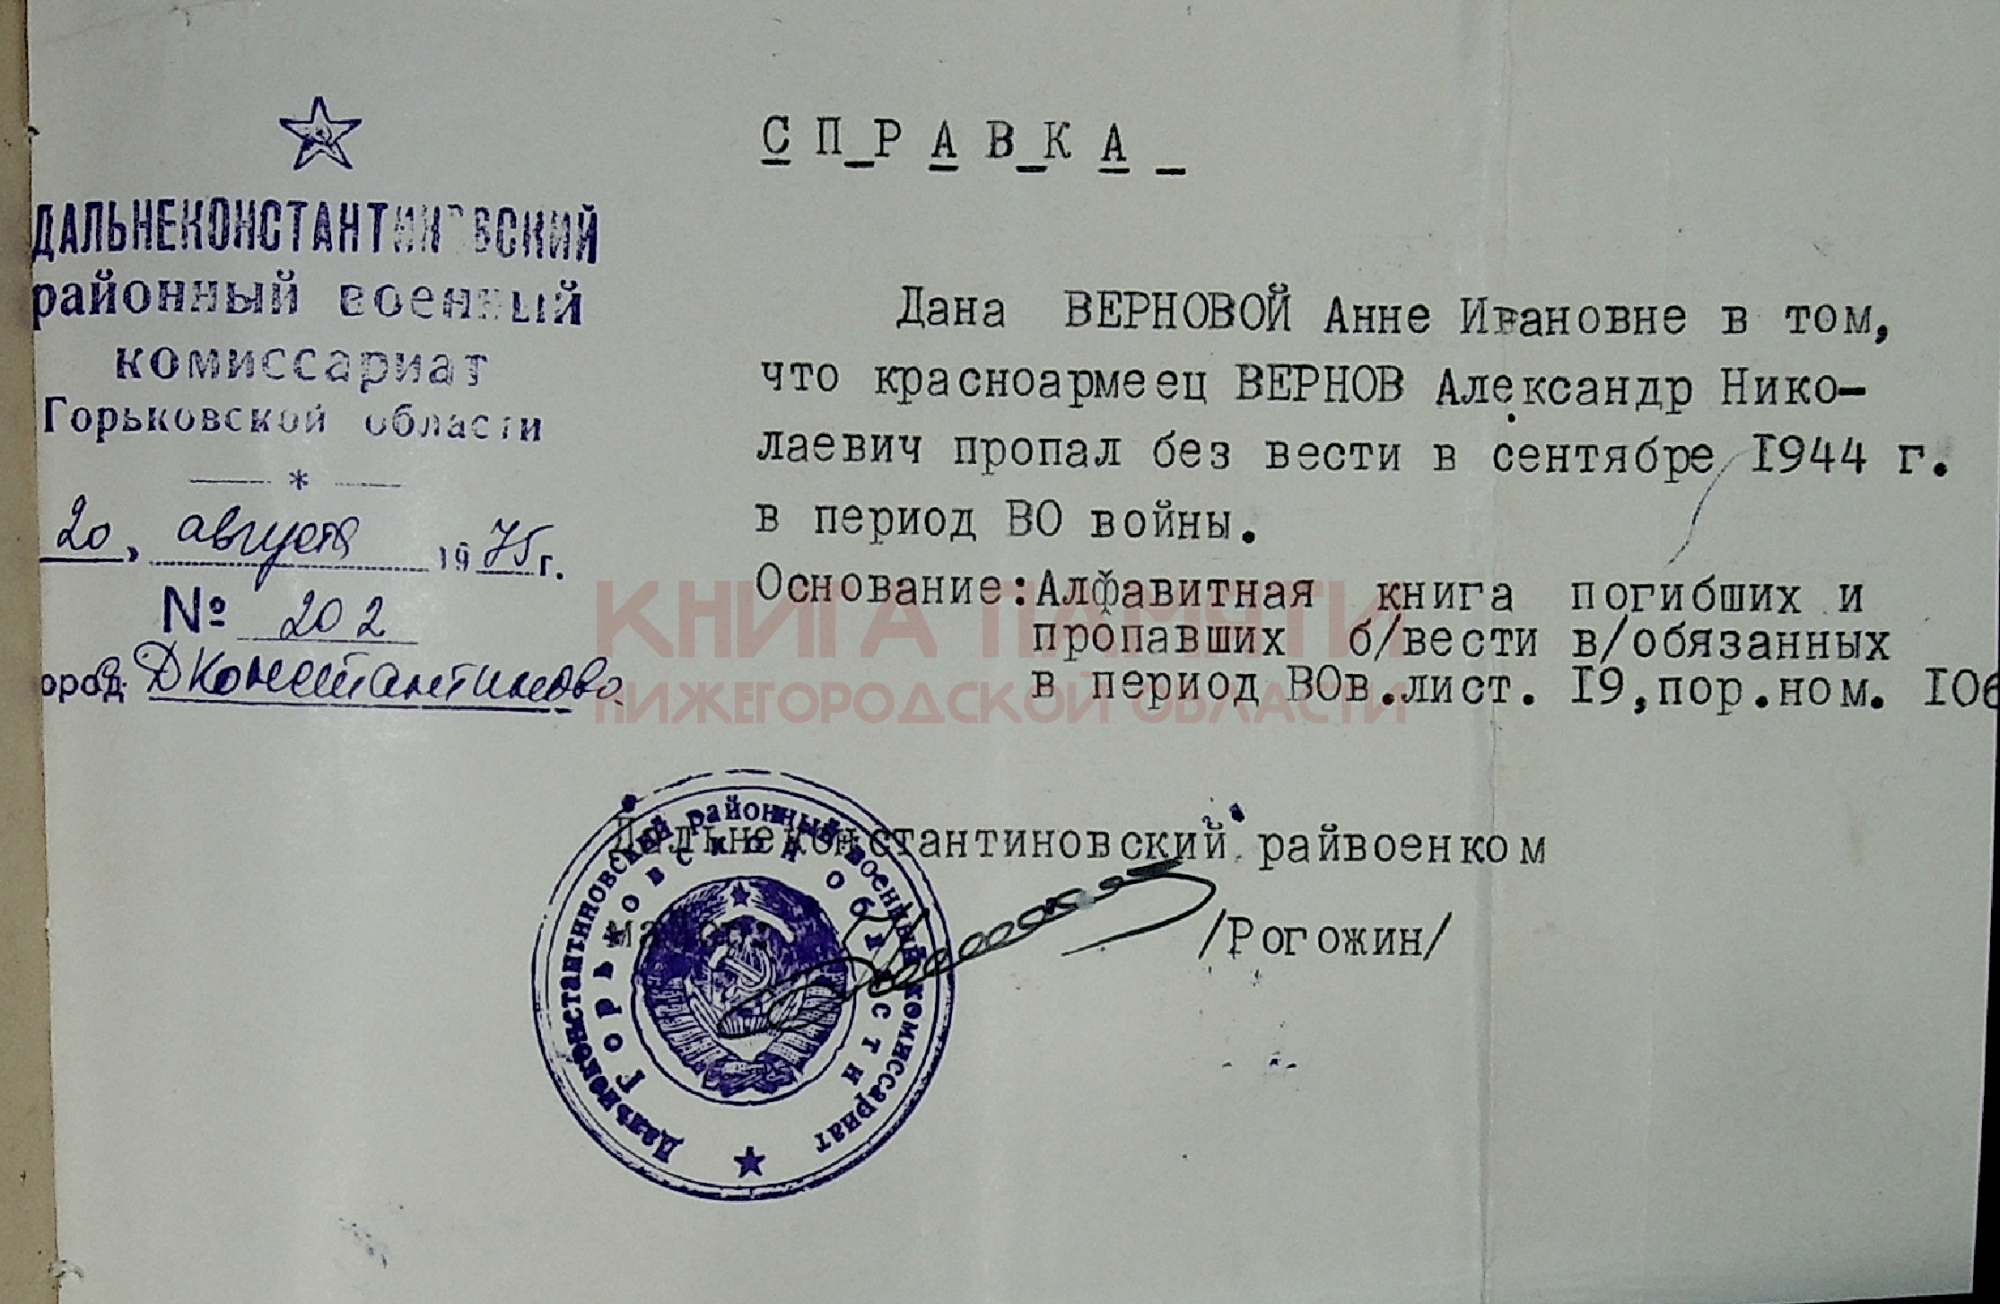 ДАЛЬНЕКОНСТАНТИНОВСКИЙ
районный военный
комиссариат
Горьковской области
*
20, августа 1975 г.
№ 202
ород ДКонстантиново
С П Р А В К А
Дана ВЕРНОВОЙ Анне Ивановне в том,
что красноармеец ВЕРНОВ Александр Нико-
лаевич пропал без вести в сентябре 1944 г.
в период ВО войны.
Основание:Алфавитная книга погибших и
пропавших б/вести в/обязанных
в период ВОв.лист. 19,пор.ном. 106
КНИГА ПАМЯТИ
НИЖЕГОРОДСКОЙ ОБЛАСТИ
Дальнеконстантиновский райвоенком
майор: /Рогожин/
Дальнеконстантиновский районный военный комиссариат
Горьковской области